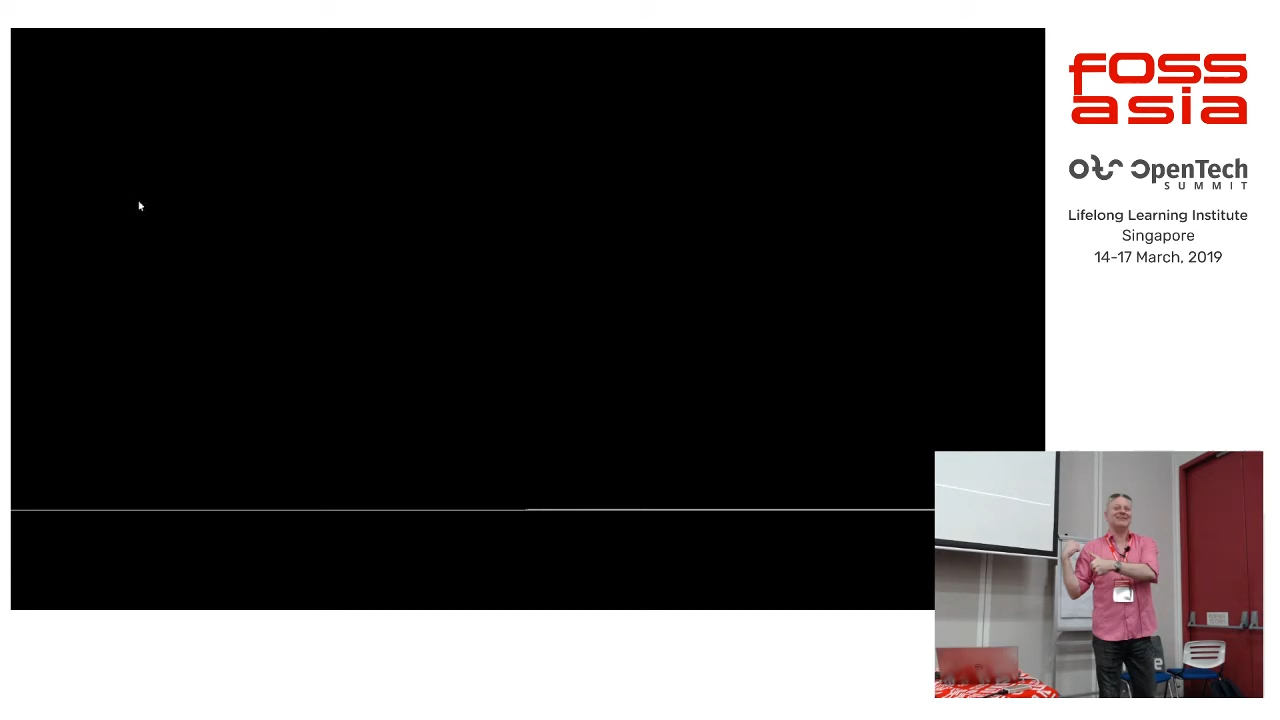 foss
asia
OpenTech
SUMMIT
Lifelong Learning Institute
Singapore
14-17 March, 2019